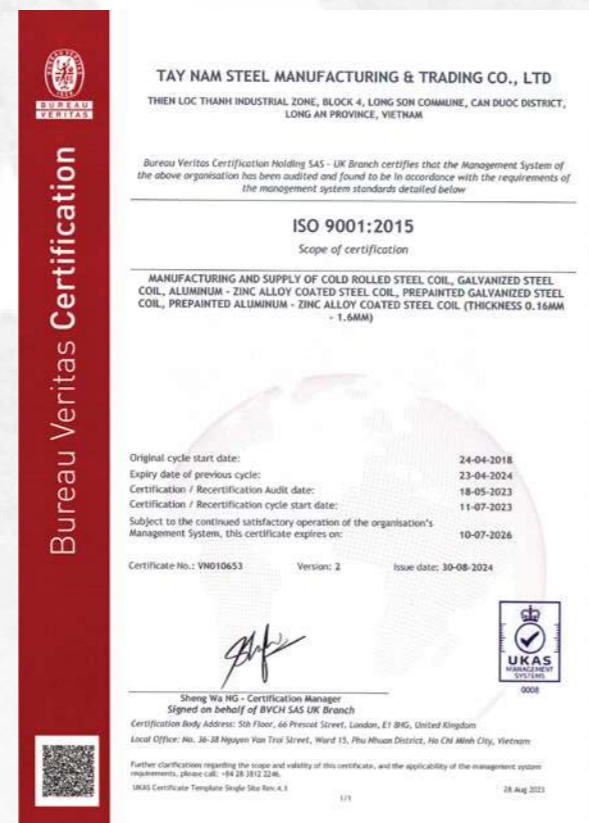 BUREAU
VERITAS
Bureau Veritas Certification
TAY NAM STEEL MANUFACTURING & TRADING CO., LTD
THIEN LOC THANH INDUSTRIAL ZONE, BLOCK 4, LONG SON COMMUNE, CAN DUOC DISTRICT,
LONG AN PROVINCE, VIETNAM
Bureau Veritas Certification Holding SAS - UK Branch certifies that the Management System of
the above organisation has been audited and found to be in accordance with the requirements of
the management system standards detailed below
ISO 9001:2015
Scope of certification
MANUFACTURING AND SUPPLY OF COLD ROLLED STEEL COIL, GALVANIZED STEEL
COIL, ALUMINUM - ZINC ALLOY COATED STEEL COIL, PREPAINTED GALVANIZED STEEL
COIL, PREPAINTED ALUMINUM - ZINC ALLOY COATED STEEL COIL (THICKNESS 0.16MM
- 1.6MM)
Original cycle start date: 24-04-2018
Expiry date of previous cycle: 23-04-2024
Certification / Recertification Audit date: 18-05-2023
Certification / Recertification cycle start date: 11-07-2023
Subject to the continued satisfactory operation of the organisation's
Management System, this certificate expires on: 10-07-2026
Certificate No.: VN010653 Version: 2 Issue date: 30-08-2024
UKAS
MANAGEMENT
SYSTEMS
0008
Sheng Wa NG - Certification Manager
Signed on behalf of BVCH SAS UK Branch
Certification Body Address: 5th Floor, 66 Prescot Street, London, E1 8HG, United Kingdom
Local Office: No. 36-38 Nguyen Van Troi Street, Ward 15, Phu Nhuan District, Ho Chi Minh City, Vietnam
Further clarifications regarding the scope and validity of this certificate, and the applicability of the management system
requirements, please call: +84 28 3812 2246.
UKAS Certificate Template Single Site Rev.4.1
1/1
28 Aug 2023